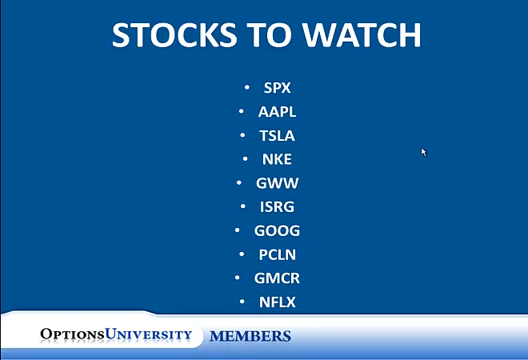 STOCKS TO WATCH
• SPX
• AAPL
• TSLA
• NKE
• GWW
• ISRG
• GOOG
• PCLN
• GMCR
• NFLX
OPTIONSUNIVERSITY MEMBERS